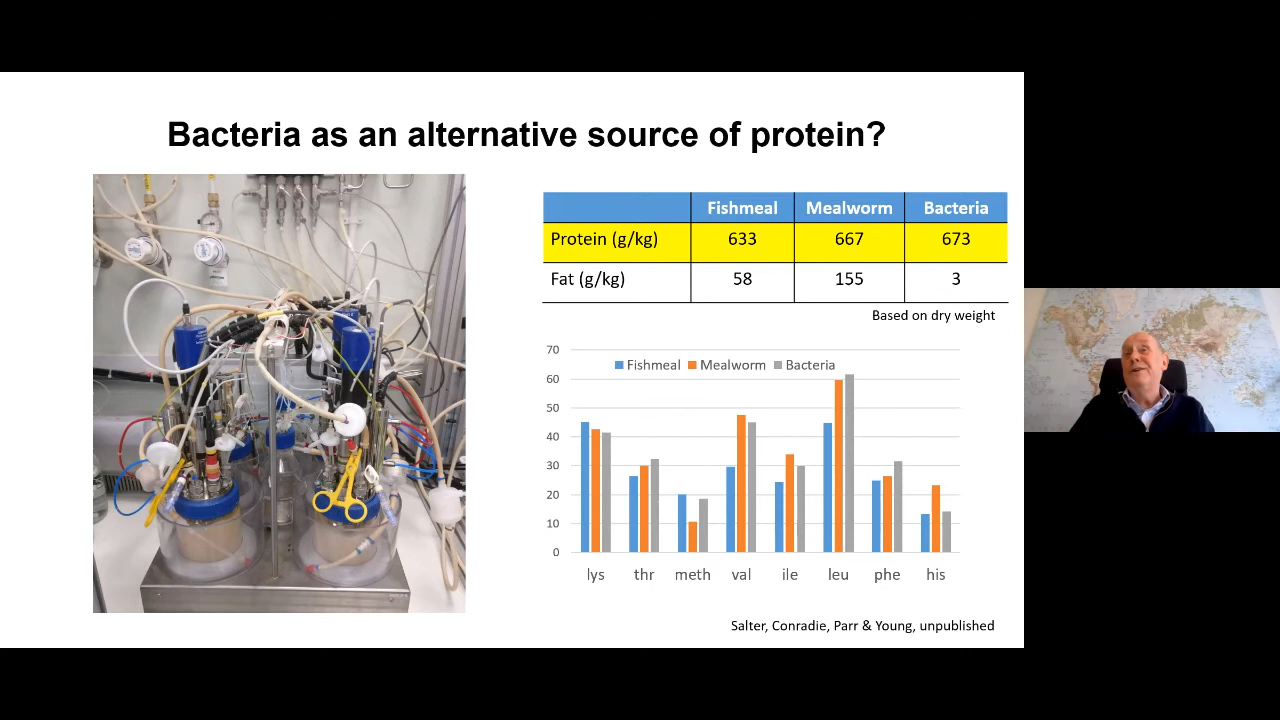 Bacteria as an alternative source of protein?
Fishmeal Mealworm Bacteria
Protein (g/kg) 633 667 673
Fat (g/kg) 58 155 3
Based on dry weight
70
Fishmeal Mealworm Bacteria
60
50
40
30
20
10
0
lys thr meth val ile leu phe his
Salter, Conradie, Parr & Young, unpublished